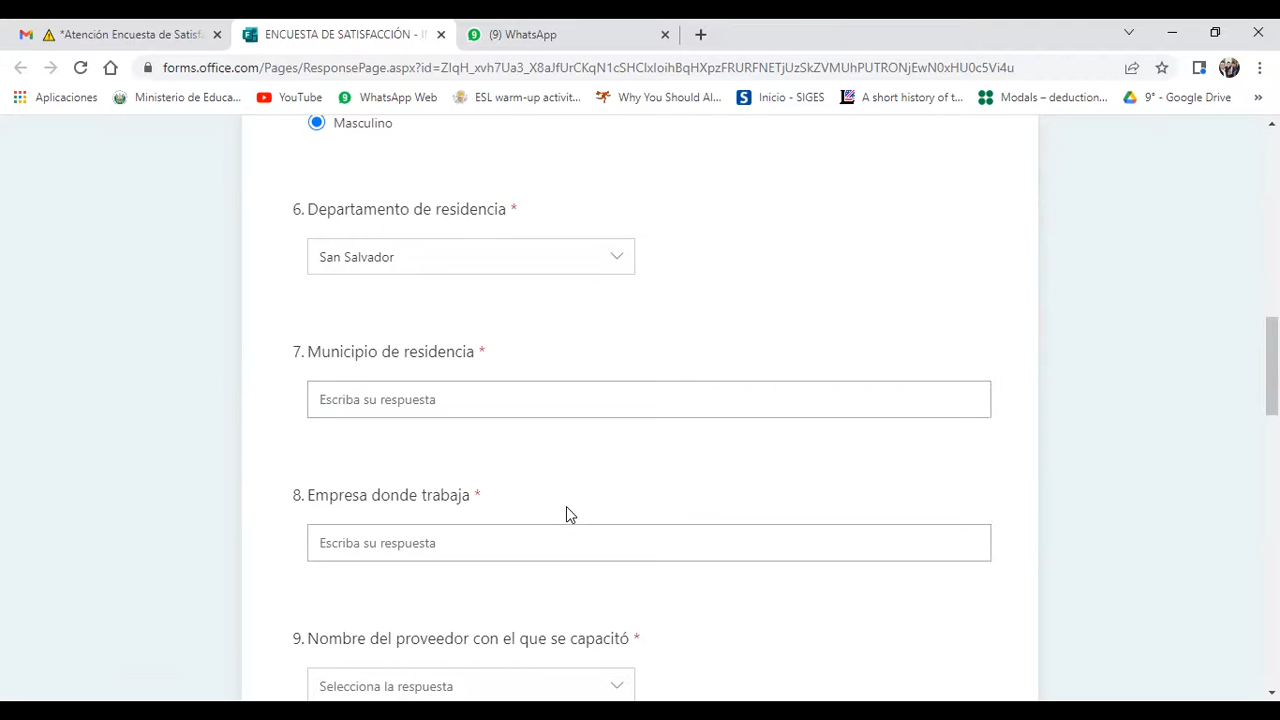 *Atención Encuesta de Satisf
ENCUESTA DE SATISFACCIÓN - I
(9) WhatsApp
forms.office.com/Pages/ResponsePage.aspx?id=ZIqH_xvh7Ua3_X8aJfUrCKqN1cSHClxIoihBqHXpzFRURFNETjUzSkZVMUhPUTRONjEwN0xHU0c5Vi4u
Aplicaciones
Ministerio de Educa...
YouTube
WhatsApp Web
ESL warm-up activit...
Why You Should Al...
Inicio - SIGES
A short history of t...
Modals – deduction...
9° - Google Drive
Masculino
6. Departamento de residencia *
San Salvador
7. Municipio de residencia *
Escriba su respuesta
8. Empresa donde trabaja *
Escriba su respuesta
9. Nombre del proveedor con el que se capacitó *
Selecciona la respuesta